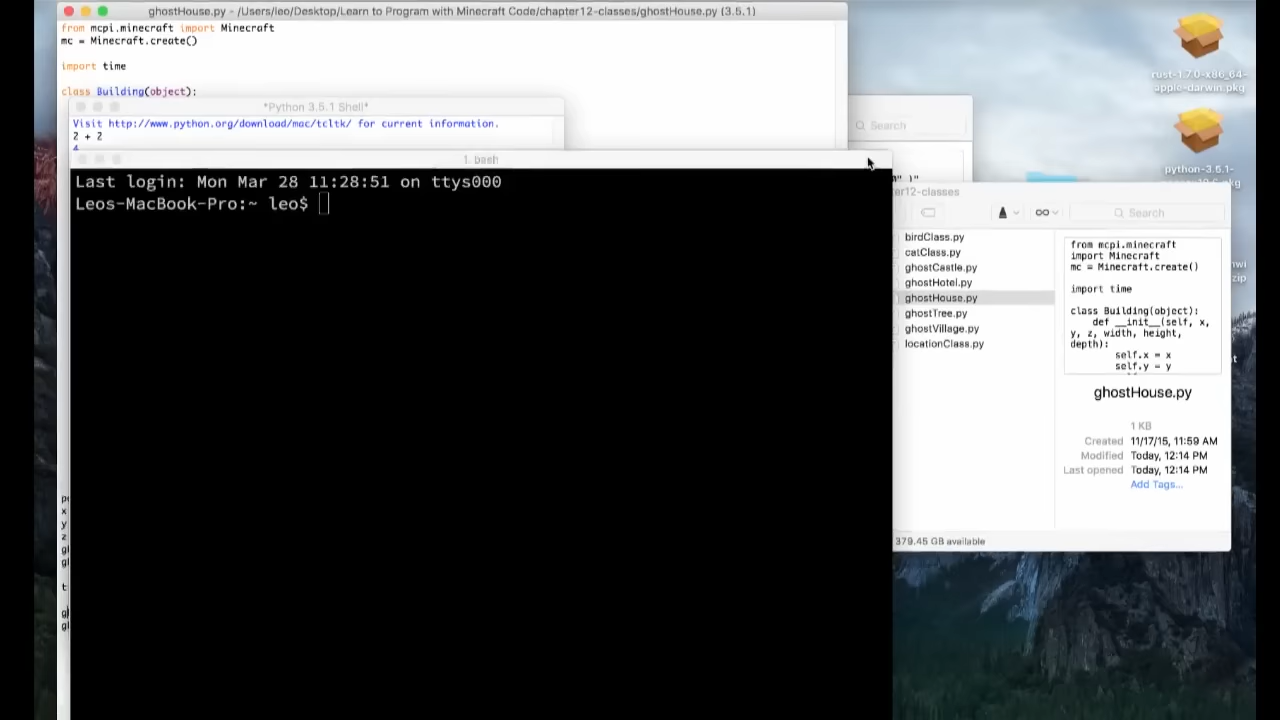 ghostHouse.py - /Users/leo/Desktop/Learn to Program with Minecraft Code/chapter12-classes/ghostHouse.py (3.5.1)
from mcpi.minecraft import Minecraft
mc = Minecraft.create()
import time
class Building(object):
*Python 3.5.1 Shell*
Visit http://www.python.org/download/mac/tcltk/ for current information.
2 + 2
4
1. bash
Last login: Mon Mar 28 11:28:51 on ttys000
Leos-MacBook-Pro:~ leo$
x
y
z
t
Search
" )"
er12-classes
Search
birdClass.py
catClass.py
ghostCastle.py
ghostHotel.py
ghostHouse.py
ghostTree.py
ghostVillage.py
locationClass.py
from mcpi.minecraft
import Minecraft
mc = Minecraft.create()
import time
class Building(object):
def __init__(self, x,
y, z, width, height,
depth):
self.x = x
self.y = y
ghostHouse.py
1 KB
Created 11/17/15, 11:59 AM
Modified Today, 12:14 PM
Last opened Today, 12:14 PM
Add Tags...
379.45 GB available
rust-1.7.0-x86_64-
apple-darwin.pkg
python-3.5.1-
zip